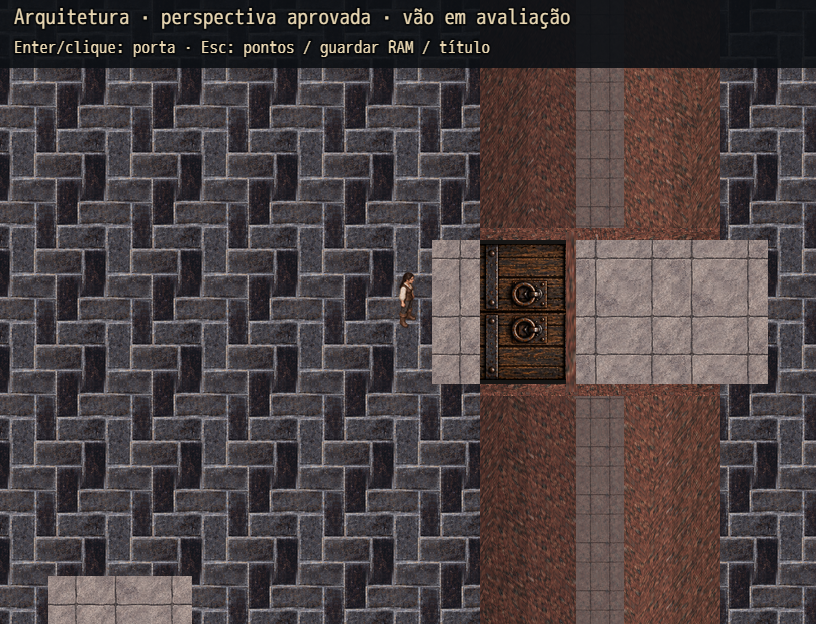 Arquitetura · perspectiva aprovada · vão em avaliação
Enter/clique: porta · Esc: pontos / guardar RAM / título